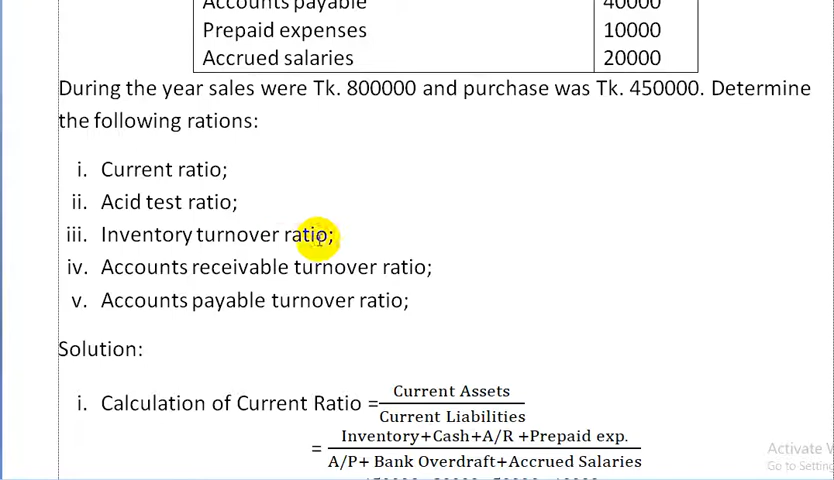 Accounts payable 40000
Prepaid expenses 10000
Accrued salaries 20000
During the year sales were Tk. 800000 and purchase was Tk. 450000. Determine
the following rations:
i. Current ratio;
ii. Acid test ratio;
iii. Inventory turnover ratio;
iv. Accounts receivable turnover ratio;
v. Accounts payable turnover ratio;
Solution:
i. Calculation of Current Ratio = Current Assets
Current Liabilities
= Inventory+Cash+A/R +Prepaid exp.
A/P+ Bank Overdraft+Accrued Salaries
Activate
Go to Setting